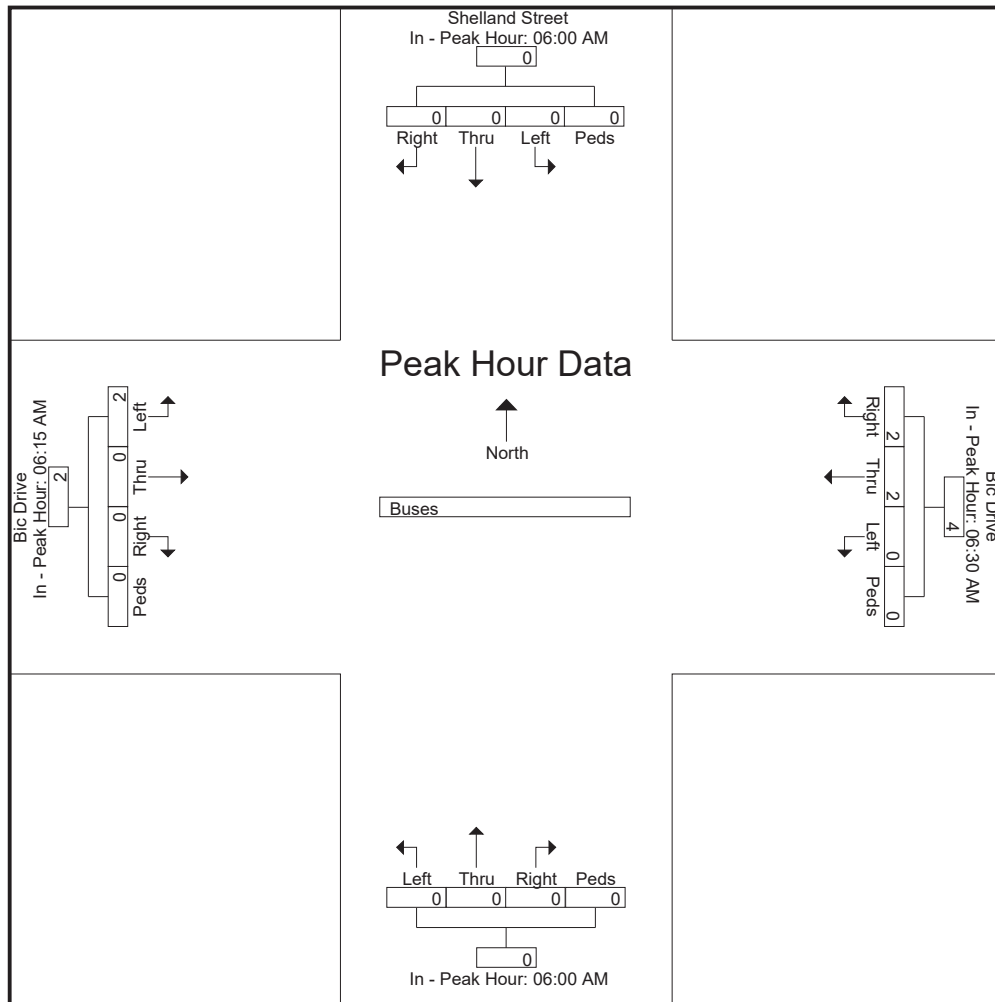 Shelland Street
In - Peak Hour: 06:00 AM
0
0 0 0 0
Right Thru Left Peds
Peak Hour Data
North
Buses
Bic Drive
In - Peak Hour: 06:15 AM
2
2 0 0 0
Left Thru Right Peds
Right Thru Left Peds
2 2 0 0
4
In - Peak Hour: 06:30 AM
Bic Drive
Left Thru Right Peds
0 0 0 0
0
In - Peak Hour: 06:00 AM